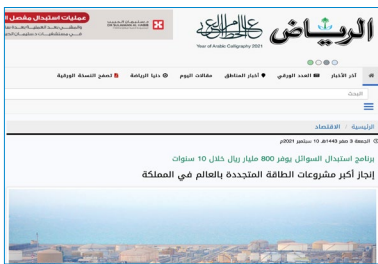 عمليات استبدال مفصل ا
الرياض
Year of Arabic Calligraphy 2021
آخر الأخبار العدد الورقي أخبار المناطق مقالات اليوم دنيا الرياضة تصفح النسخة الورقية
البحث
الرئيسية / الاقتصاد
الجمعة 3 صفر 1443هـ 10 سبتمبر 2021م
برنامج استبدال السوائل يوفر 800 مليار ريال خلال 10 سنوات
إنجاز أكبر مشروعات الطاقة المتجددة بالعالم في المملكة